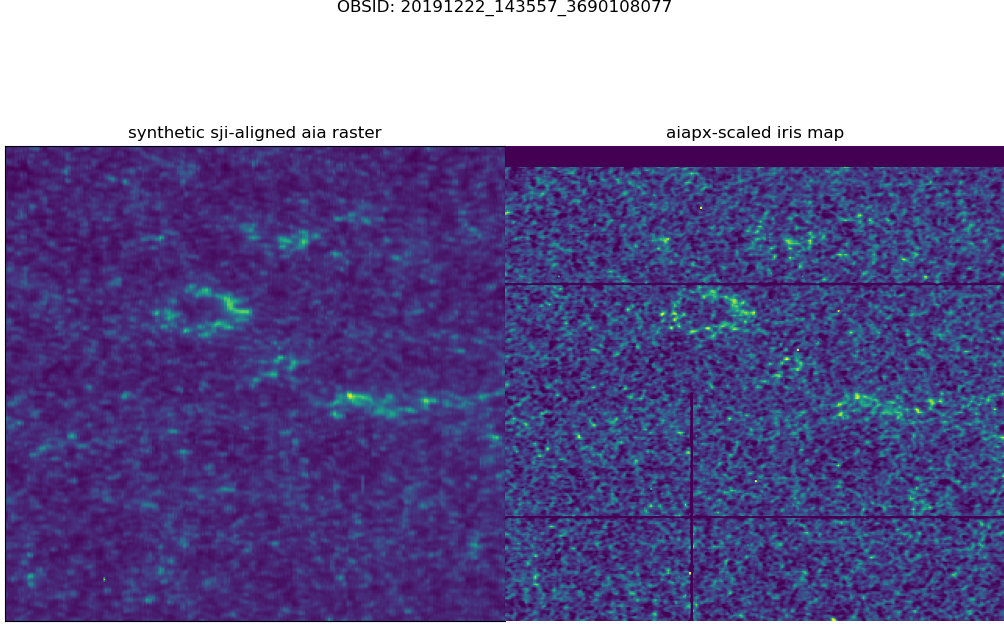 OBSID: 20191222_143557_3690108077
synthetic sji-aligned aia raster
aiapx-scaled iris map